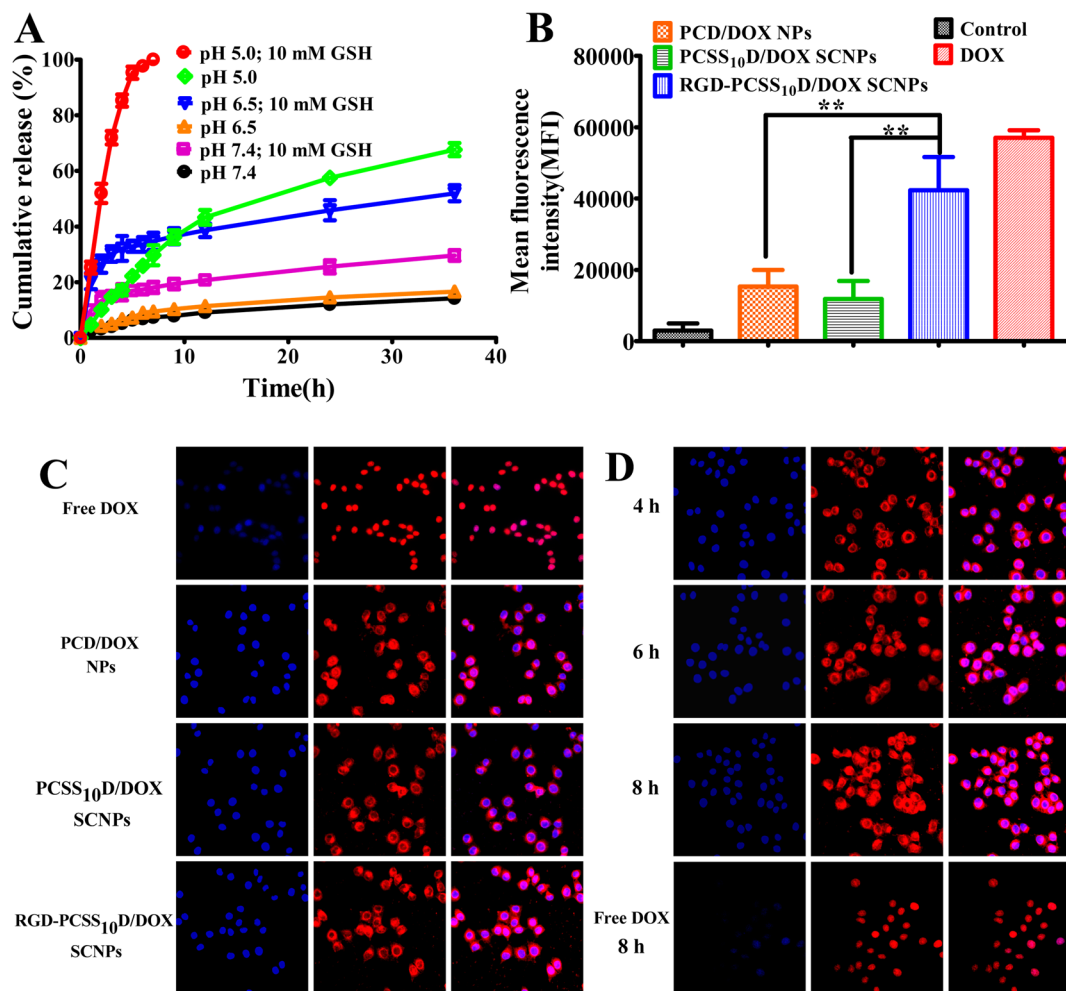 A
pH 5.0; 10 mM GSH
pH 5.0
pH 6.5; 10 mM GSH
pH 6.5
pH 7.4; 10 mM GSH
pH 7.4
Cumulative release (%)
100
80
60
40
20
0
0
10
20
30
40
Time(h)
B
PCD/DOX NPs
PCSS10D/DOX SCNPs
RGD-PCSS10D/DOX SCNPs
Control
DOX
Mean fluorescence
intensity(MFI)
80000
60000
40000
20000
0
**
**
C
Free DOX
PCD/DOX
NPs
PCSS10D/DOX
SCNPs
RGD-PCSS10D/DOX
SCNPs
D
4 h
6 h
8 h
Free DOX
8 h